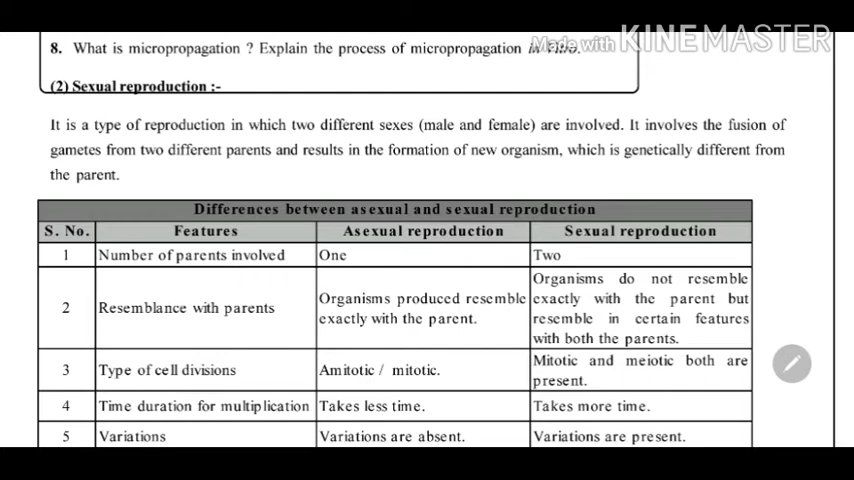 8. What is micropropagation ? Explain the process of micropropagation in vitro.
Made with KINEMASTER
(2) Sexual reproduction :-
It is a type of reproduction in which two different sexes (male and female) are involved. It involves the fusion of
gametes from two different parents and results in the formation of new organism, which is genetically different from
the parent.
Differences between asexual and sexual reproduction
S. No. Features Asexual reproduction Sexual reproduction
1 Number of parents involved One Two
2 Resemblance with parents Organisms produced resemble exactly with the parent. Organisms do not resemble exactly with the parent but resemble in certain features with both the parents.
3 Type of cell divisions Amitotic / mitotic. Mitotic and meiotic both are present.
4 Time duration for multiplication Takes less time. Takes more time.
5 Variations Variations are absent. Variations are present.